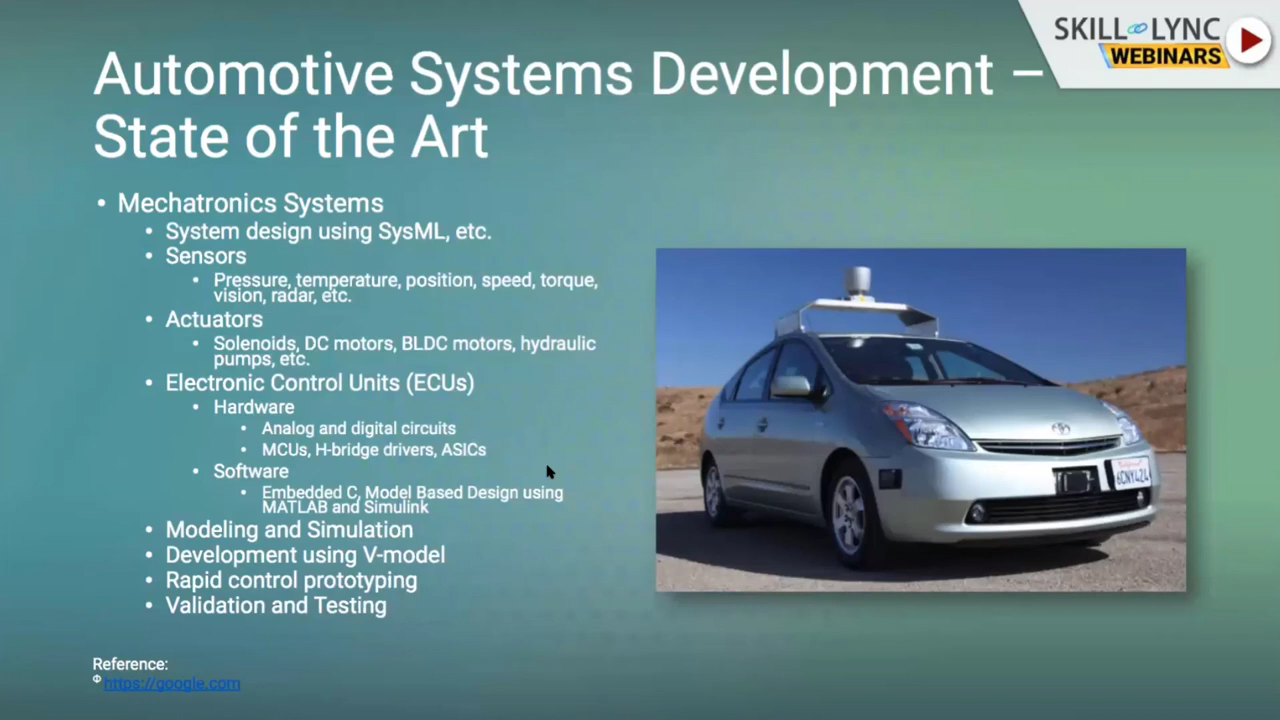 SKILL LYNC
WEBINARS
Automotive Systems Development –
State of the Art
• Mechatronics Systems
• System design using SysML, etc.
• Sensors
• Pressure, temperature, position, speed, torque,
vision, radar, etc.
• Actuators
• Solenoids, DC motors, BLDC motors, hydraulic
pumps, etc.
• Electronic Control Units (ECUs)
• Hardware
• Analog and digital circuits
• MCUs, H-bridge drivers, ASICs
• Software
• Embedded C, Model Based Design using
MATLAB and Simulink
• Modeling and Simulation
• Development using V-model
• Rapid control prototyping
• Validation and Testing
Reference:
Φ https://google.com